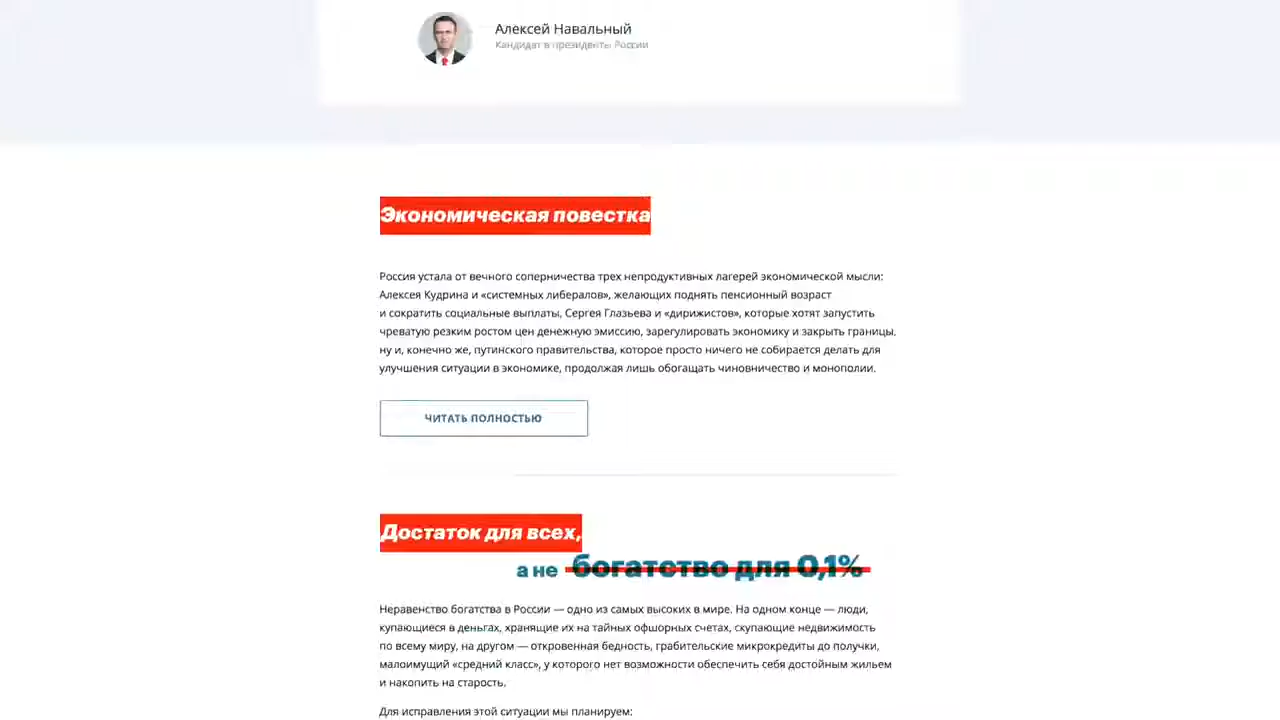 Алексей Навальный
Кандидат в президенты России
Экономическая повестка
Россия устала от вечного соперничества трех непродуктивных лагерей экономической мысли:
Алексея Кудрина и «системных либералов», желающих поднять пенсионный возраст
и сократить социальные выплаты, Сергея Глазьева и «дирижистов», которые хотят запустить
чреватую резким ростом цен денежную эмиссию, зарегулировать экономику и закрыть границы,
ну и, конечно же, путинского правительства, которое просто ничего не собирается делать для
улучшения ситуации в экономике, продолжая лишь обогащать чиновничество и монополии.
ЧИТАТЬ ПОЛНОСТЬЮ
Достаток для всех,
а не богатство для 0,1%
Неравенство богатства в России — одно из самых высоких в мире. На одном конце — люди,
купающиеся в деньгах, хранящие их на тайных офшорных счетах, скупающие недвижимость
по всему миру, на другом — откровенная бедность, грабительские микрокредиты до получки,
малоимущий «средний класс», у которого нет возможности обеспечить себя достойным жильем
и накопить на старость.
Для исправления этой ситуации мы планируем: